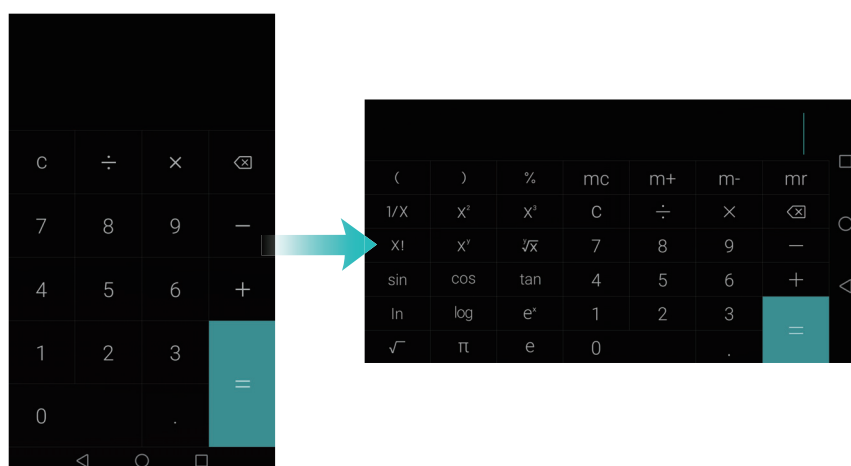 C ÷ × ⌫
7 8 9 −
4 5 6 +
1 2 3
=
0 .
( ) % mc m+ m- mr
1/X X² X³ C ÷ × ⌫
X! Xʸ ʸ√x 7 8 9 −
sin cos tan 4 5 6 +
ln log eˣ 1 2 3
=
√‾ π e 0 .